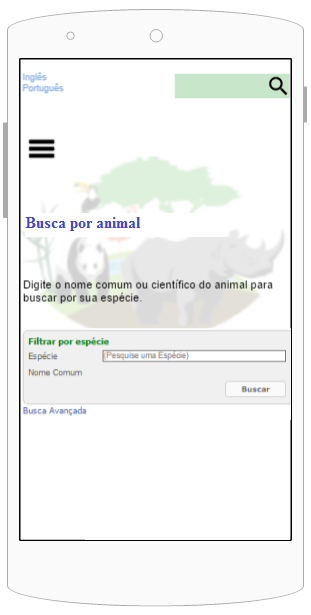 Inglês
Português
Busca por animal
Digite o nome comum ou científico do animal para
buscar por sua espécie.
Filtrar por espécie
Espécie (Pesquise uma Espécie)
Nome Comum
Buscar
Busca Avançada